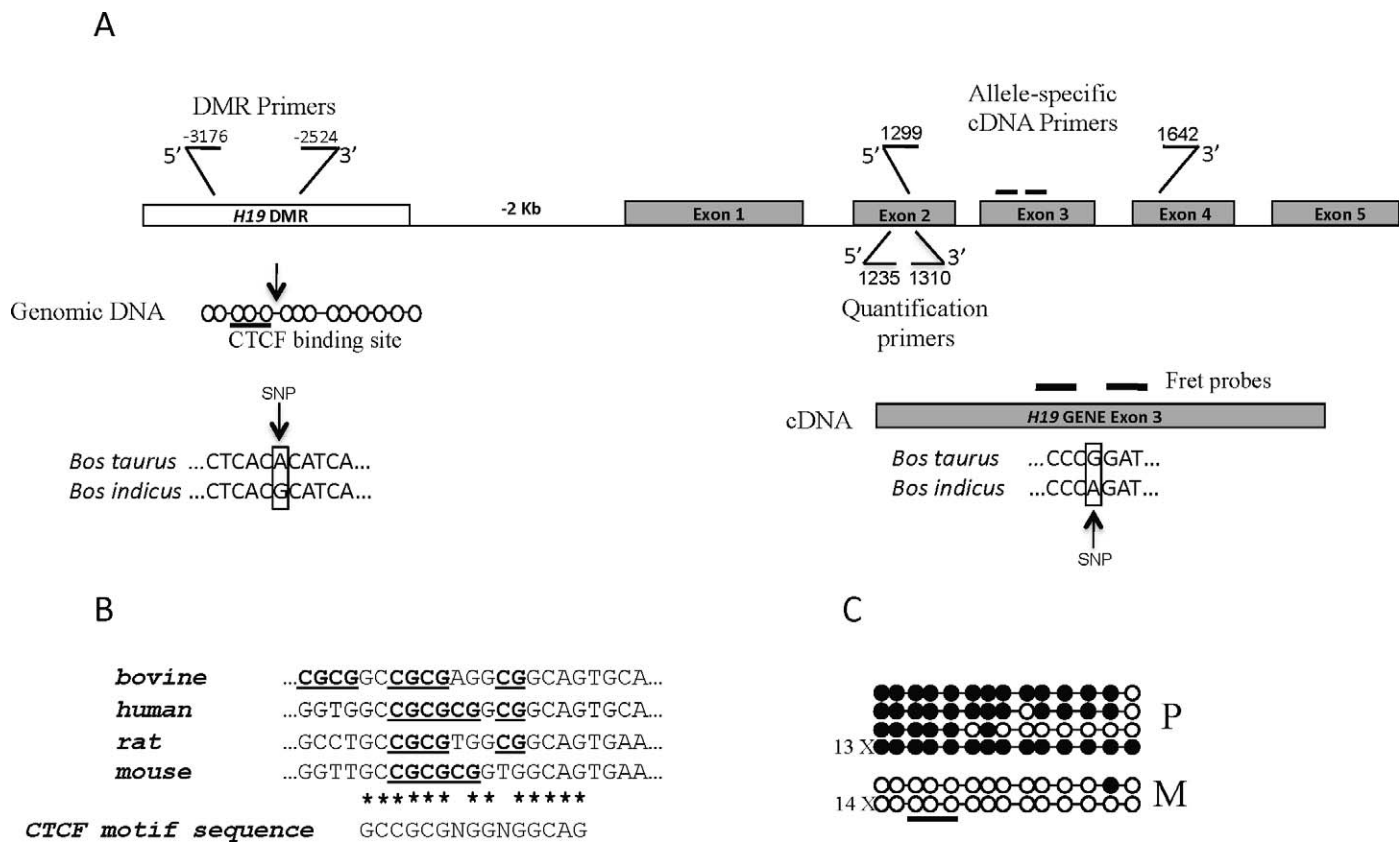 A
DMR Primers
Allele-specific
cDNA Primers
-3176
-2524
5’
3’
1299
1642
5’
3’
H19 DMR
-2 Kb
Exon 1
Exon 2
Exon 3
Exon 4
Exon 5
5’
3’
1235
1310
Quantification
primers
Genomic DNA
CTCF binding site
SNP
Bos taurus ...CTCACACATCA...
Bos indicus ...CTCACGCATCA...
Fret probes
cDNA
H19 GENE Exon 3
Bos taurus ...CCCGGAT...
Bos indicus ...CCCAGAT...
SNP
B
bovine ...CGCGGCCGCGAGGCGGCAGTGCA...
human ...GGTGGCCGCGCGGCGGCAGTGCA...
rat ...GCCTGCCGCGTGGCGGCAGTGAA...
mouse ...GGTTGCCGCGCGGTGGCAGTGAA...
****** ** *****
CTCF motif sequence GCCGCGNGGNGGCAG
C
P
13 X
M
14 X